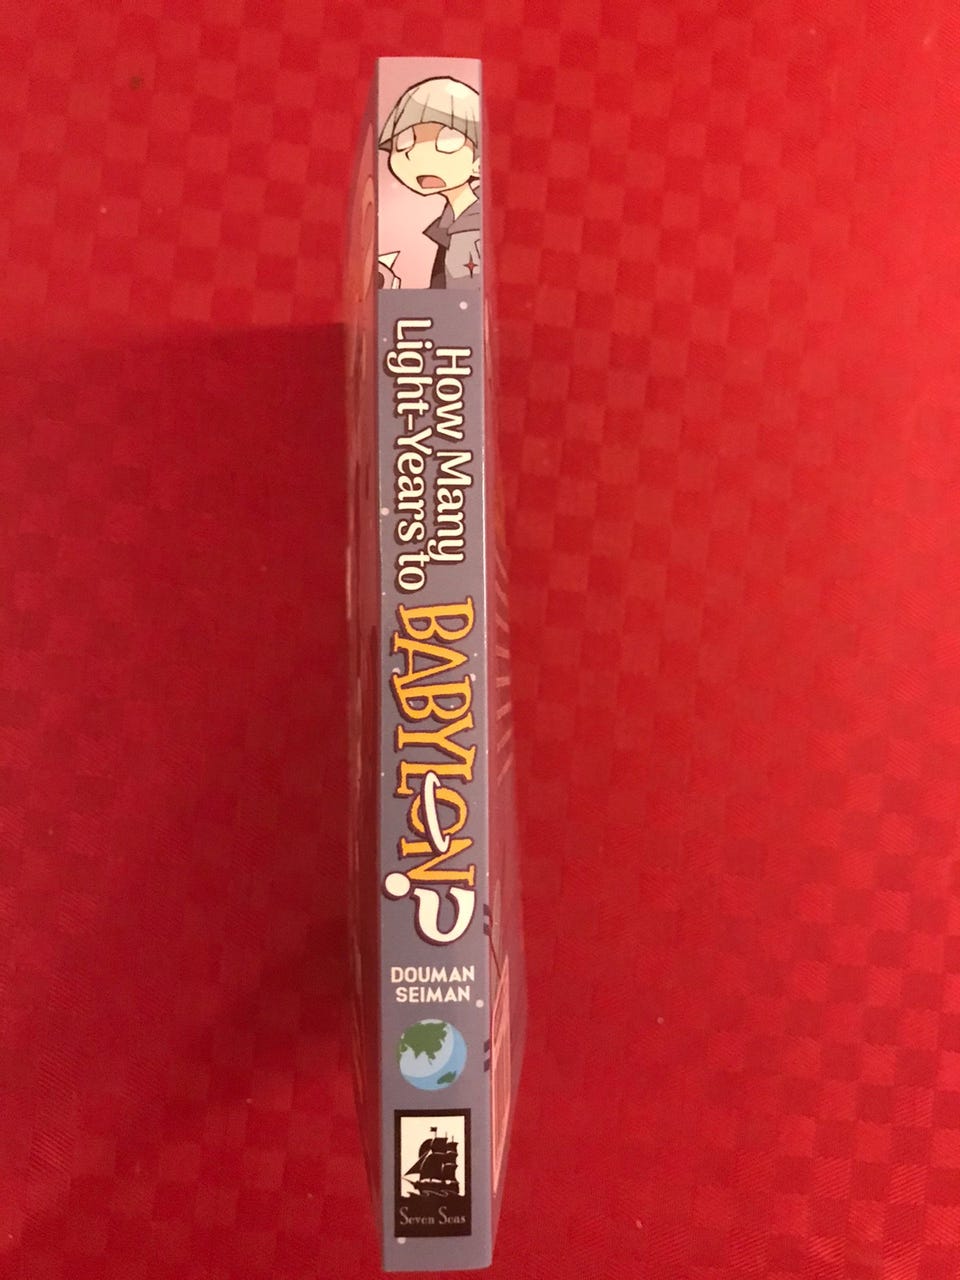 How Many
Light-Years to
BABYLON?
DOUMAN
SEIMAN
Seven Seas